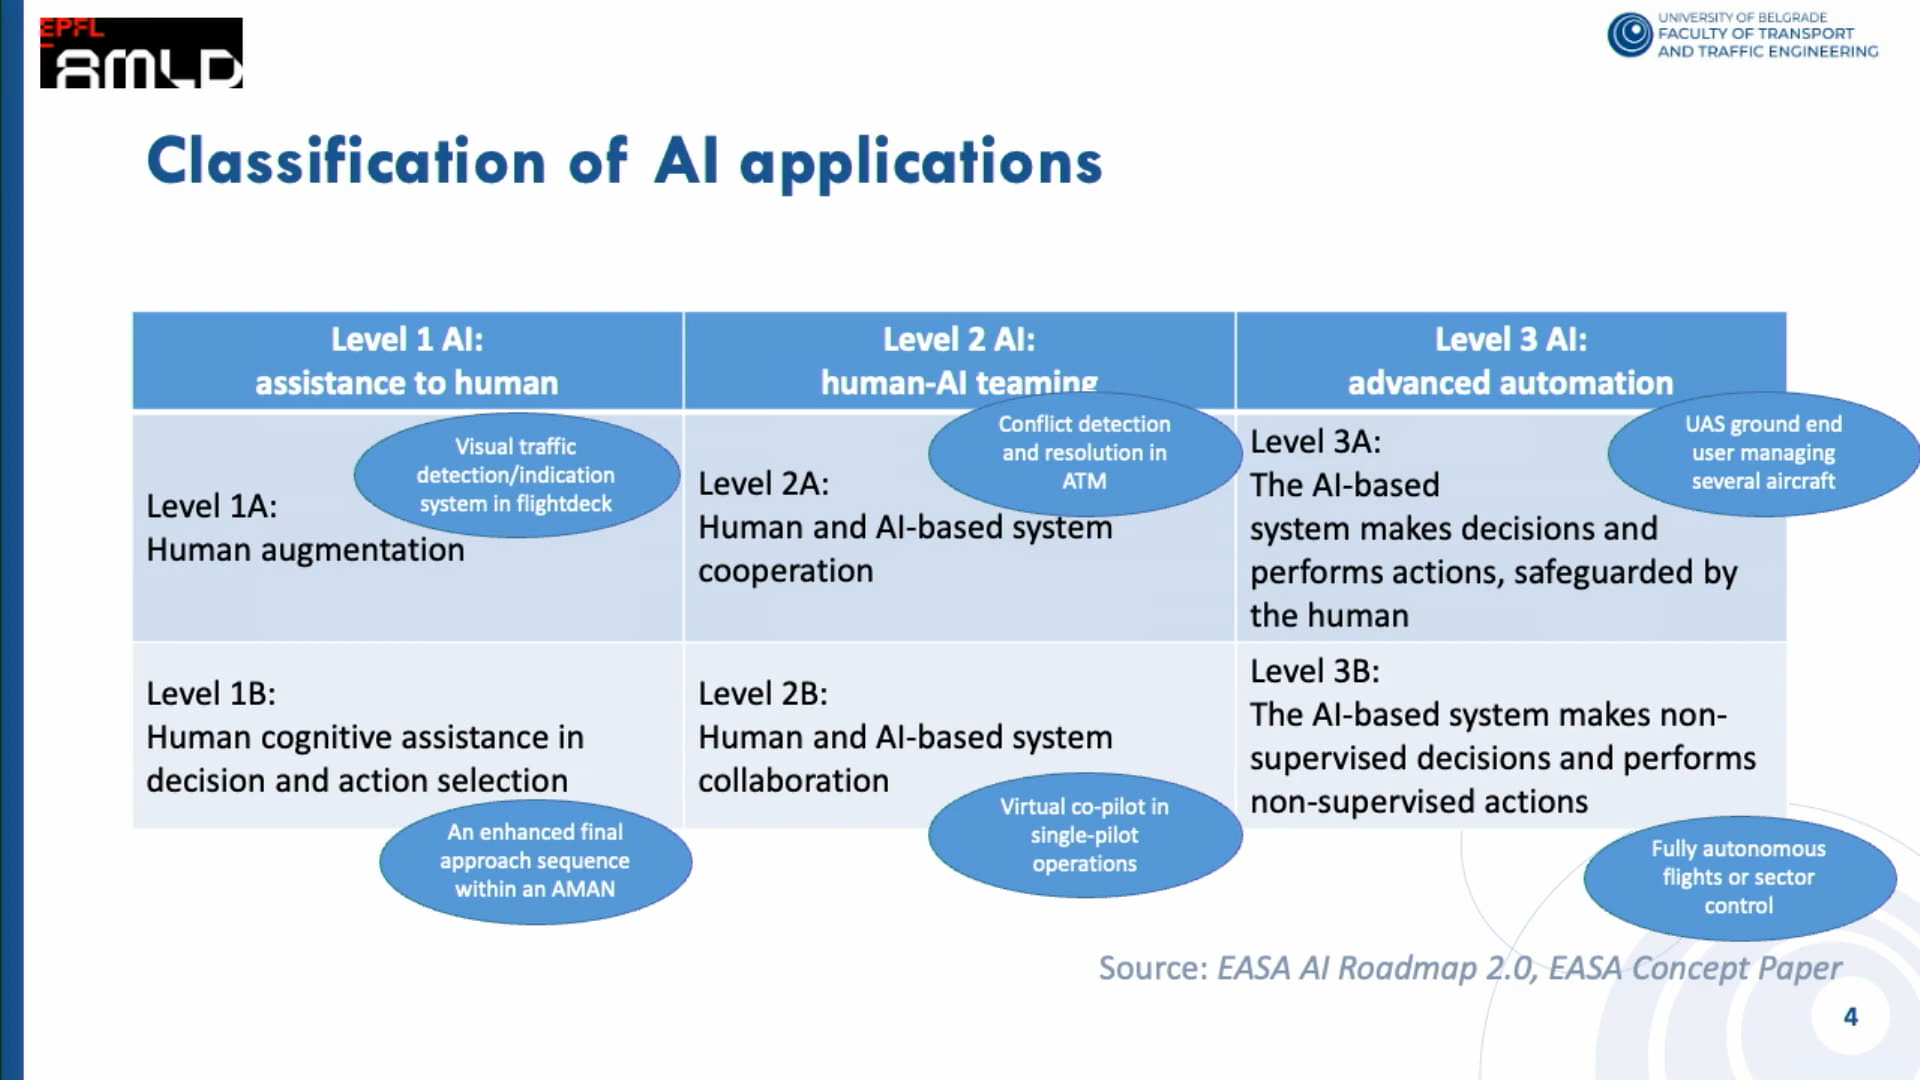 EPFL
AMLD
UNIVERSITY OF BELGRADE
FACULTY OF TRANSPORT
AND TRAFFIC ENGINEERING
Classification of AI applications
Level 1 AI:
assistance to human
Level 2 AI:
human-AI teaming
Level 3 AI:
advanced automation
Visual traffic
detection/indication
system in flightdeck
Level 1A:
Human augmentation
Conflict detection
and resolution in
ATM
Level 2A:
Human and AI-based system
cooperation
UAS ground end
user managing
several aircraft
Level 3A:
The AI-based
system makes decisions and
performs actions, safeguarded by
the human
Level 1B:
Human cognitive assistance in
decision and action selection
An enhanced final
approach sequence
within an AMAN
Level 2B:
Human and AI-based system
collaboration
Virtual co-pilot in
single-pilot
operations
Level 3B:
The AI-based system makes non-
supervised decisions and performs
non-supervised actions
Fully autonomous
flights or sector
control
Source: EASA AI Roadmap 2.0, EASA Concept Paper
4